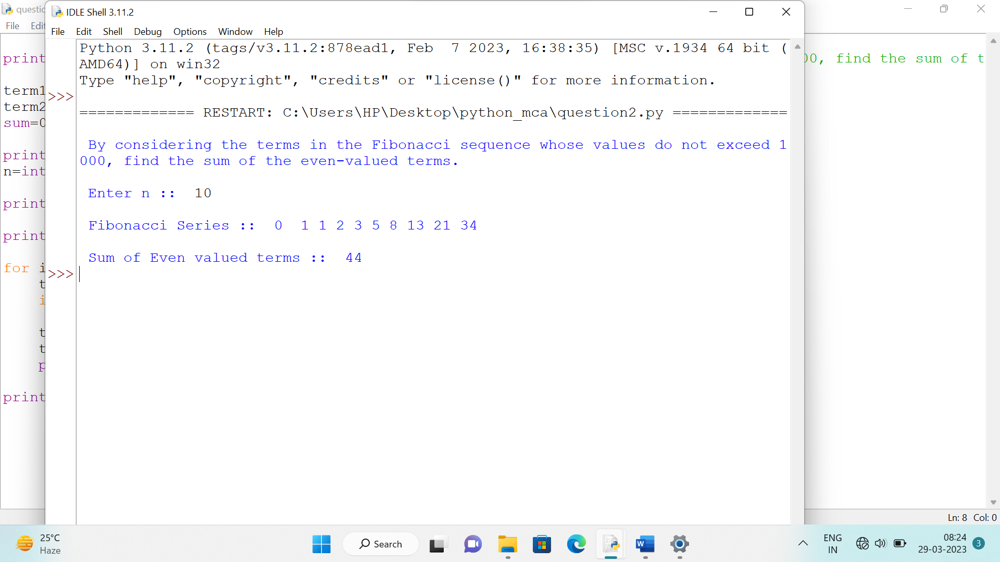 questio
IDLE Shell 3.11.2
File Edit
File Edit Shell Debug Options Window Help
Python 3.11.2 (tags/v3.11.2:878ead1, Feb  7 2023, 16:38:35) [MSC v.1934 64 bit (
AMD64)] on win32
Type "help", "copyright", "credits" or "license()" for more information.
>>>
============= RESTART: C:\Users\HP\Desktop\python_mca\question2.py =============
By considering the terms in the Fibonacci sequence whose values do not exceed 1
000, find the sum of the even-valued terms.
Enter n ::  10
Fibonacci Series ::  0  1 1 2 3 5 8 13 21 34
Sum of Even valued terms ::  44
>>>
print
term1
term2
sum=0
print
n=int
print
print
for i
t
i
t
t
p
print
00, find the sum of t
Ln: 8 Col: 0
25°C
Haze
Search
ENG
IN
08:24
29-03-2023
3